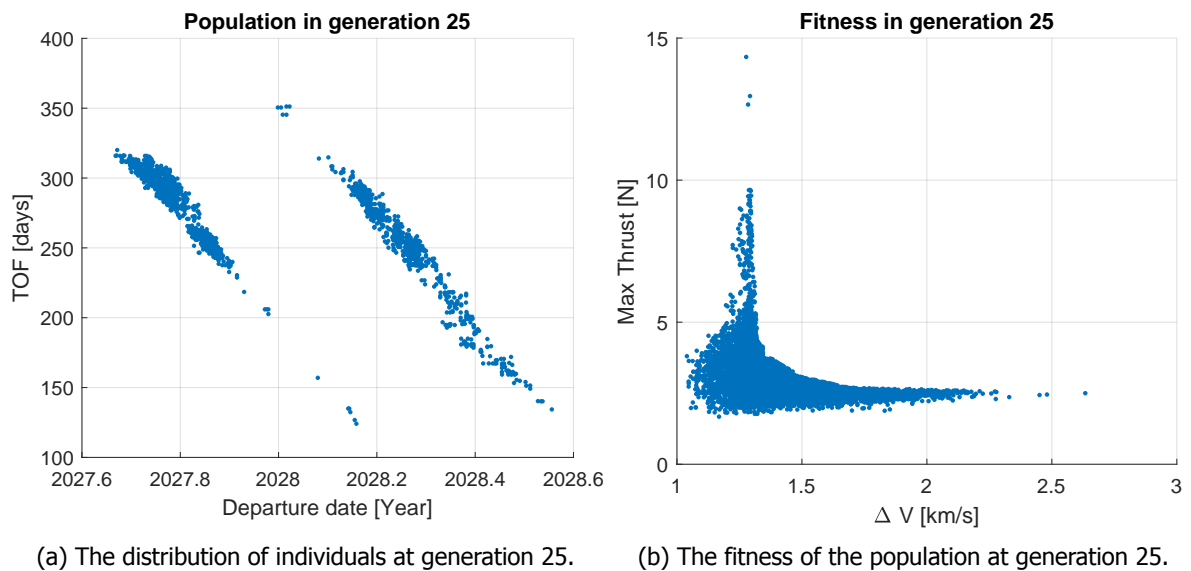 Population in generation 25
400
350
300
250
200
150
100
TOF [days]
2027.6 2027.8 2028 2028.2 2028.4 2028.6
Departure date [Year]
(a) The distribution of individuals at generation 25.
Fitness in generation 25
15
10
5
0
Max Thrust [N]
1 1.5 2 2.5 3
Δ V [km/s]
(b) The fitness of the population at generation 25.